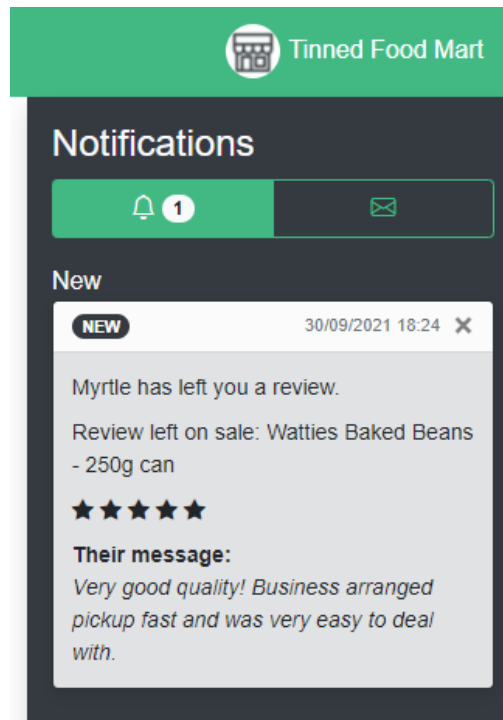 Tinned Food Mart
Notifications
1
New
NEW 30/09/2021 18:24
Myrtle has left you a review.
Review left on sale: Watties Baked Beans
- 250g can
Their message:
Very good quality! Business arranged
pickup fast and was very easy to deal
with.